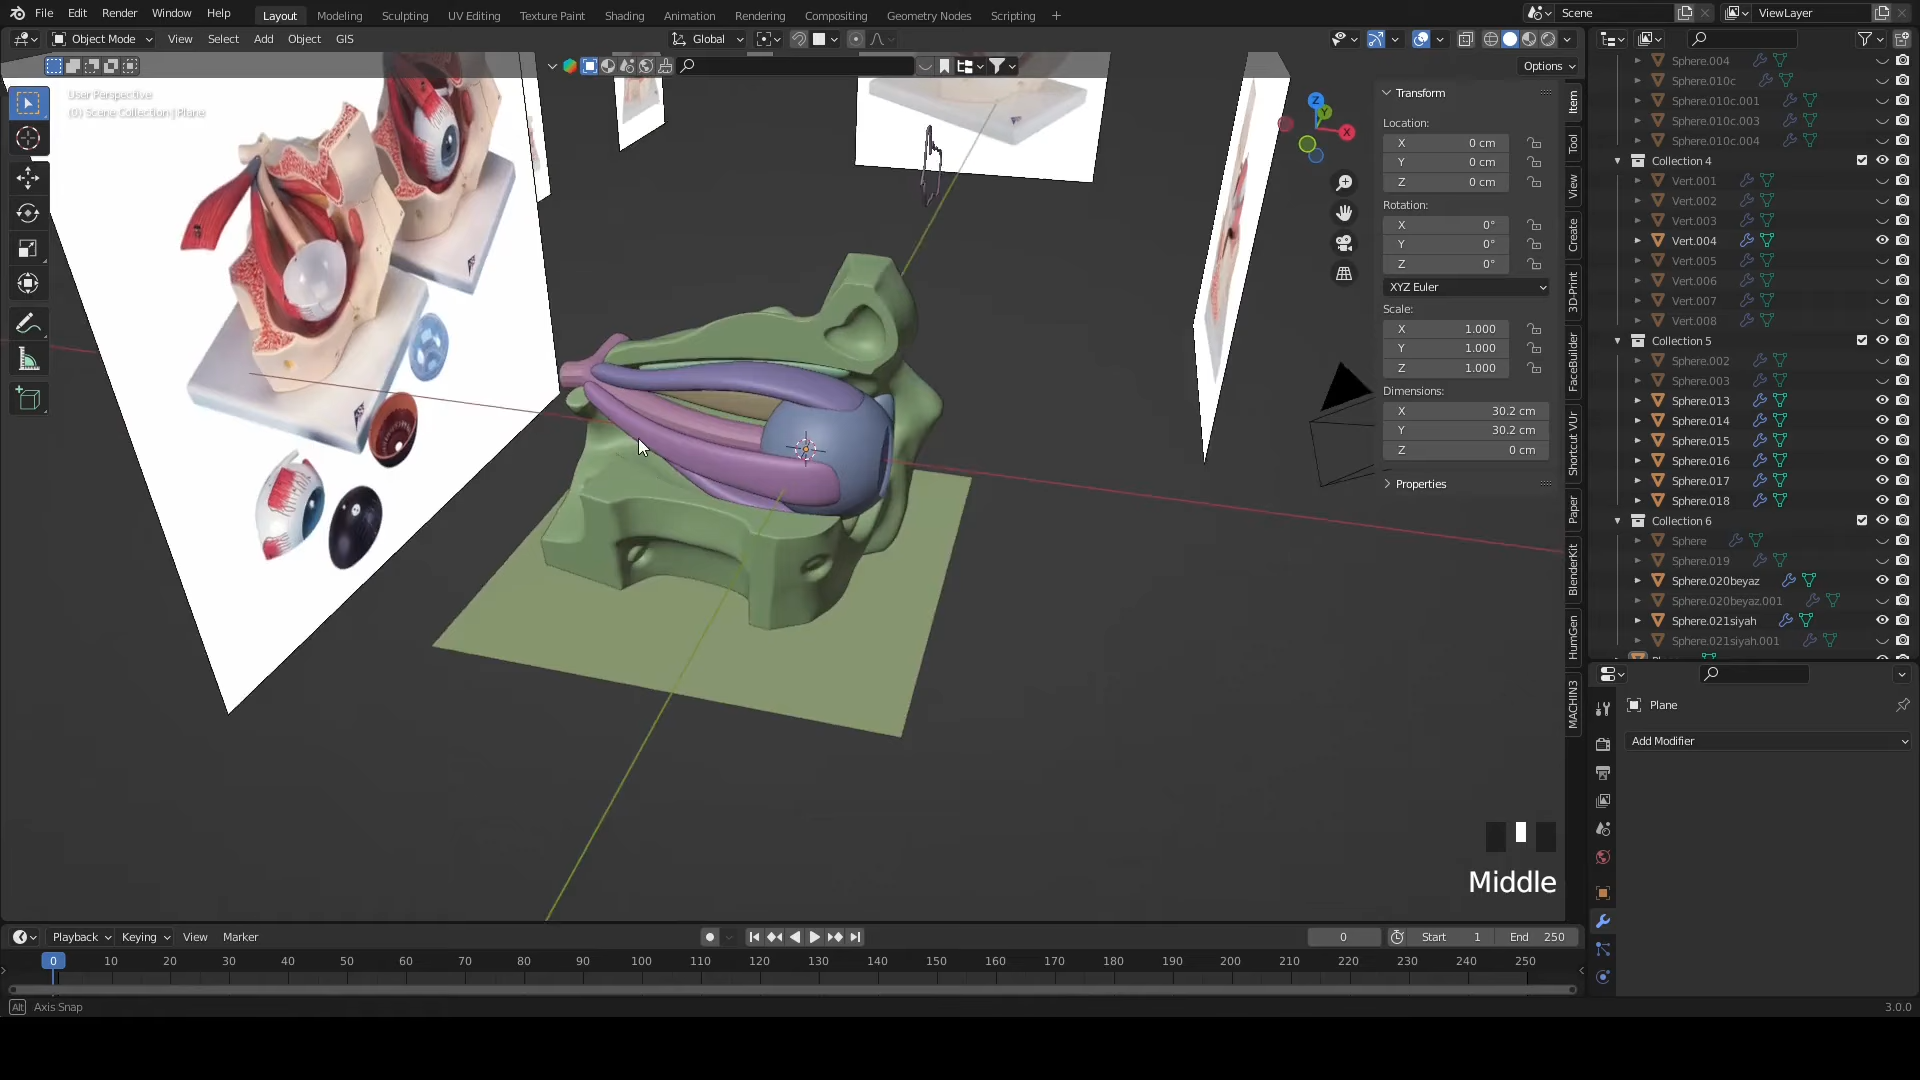 File Edit Render Window Help Layout Modeling Sculpting UV Editing Texture Paint Shading Animation Rendering Compositing Geometry Nodes Scripting + Scene ViewLayer
Object Mode View Select Add Object GIS Global
Options
User Perspective
(0) Scene Collection | Plane
Z
Y
X
Transform
Location:
X 0 cm
Y 0 cm
Z 0 cm
Rotation:
X 0°
Y 0°
Z 0°
XYZ Euler
Scale:
X 1.000
Y 1.000
Z 1.000
Dimensions:
X 30.2 cm
Y 30.2 cm
Z 0 cm
Properties
Item
Tool
View
Create
3D-Print
FaceBuilder
Shortcut VUr
Paper
BlenderKit
HumGen
MACHIN3
Sphere.004
Sphere.010c
Sphere.010c.001
Sphere.010c.003
Sphere.010c.004
Collection 4
Vert.001
Vert.002
Vert.003
Vert.004
Vert.005
Vert.006
Vert.007
Vert.008
Collection 5
Sphere.002
Sphere.003
Sphere.013
Sphere.014
Sphere.015
Sphere.016
Sphere.017
Sphere.018
Collection 6
Sphere
Sphere.019
Sphere.020beyaz
Sphere.020beyaz.001
Sphere.021siyah
Sphere.021siyah.001
Plane
Add Modifier
Middle
Playback Keying View Marker 0 Start 1 End 250
0 10 20 30 40 50 60 70 80 90 100 110 120 130 140 150 160 170 180 190 200 210 220 230 240 250
Alt Axis Snap 3.0.0